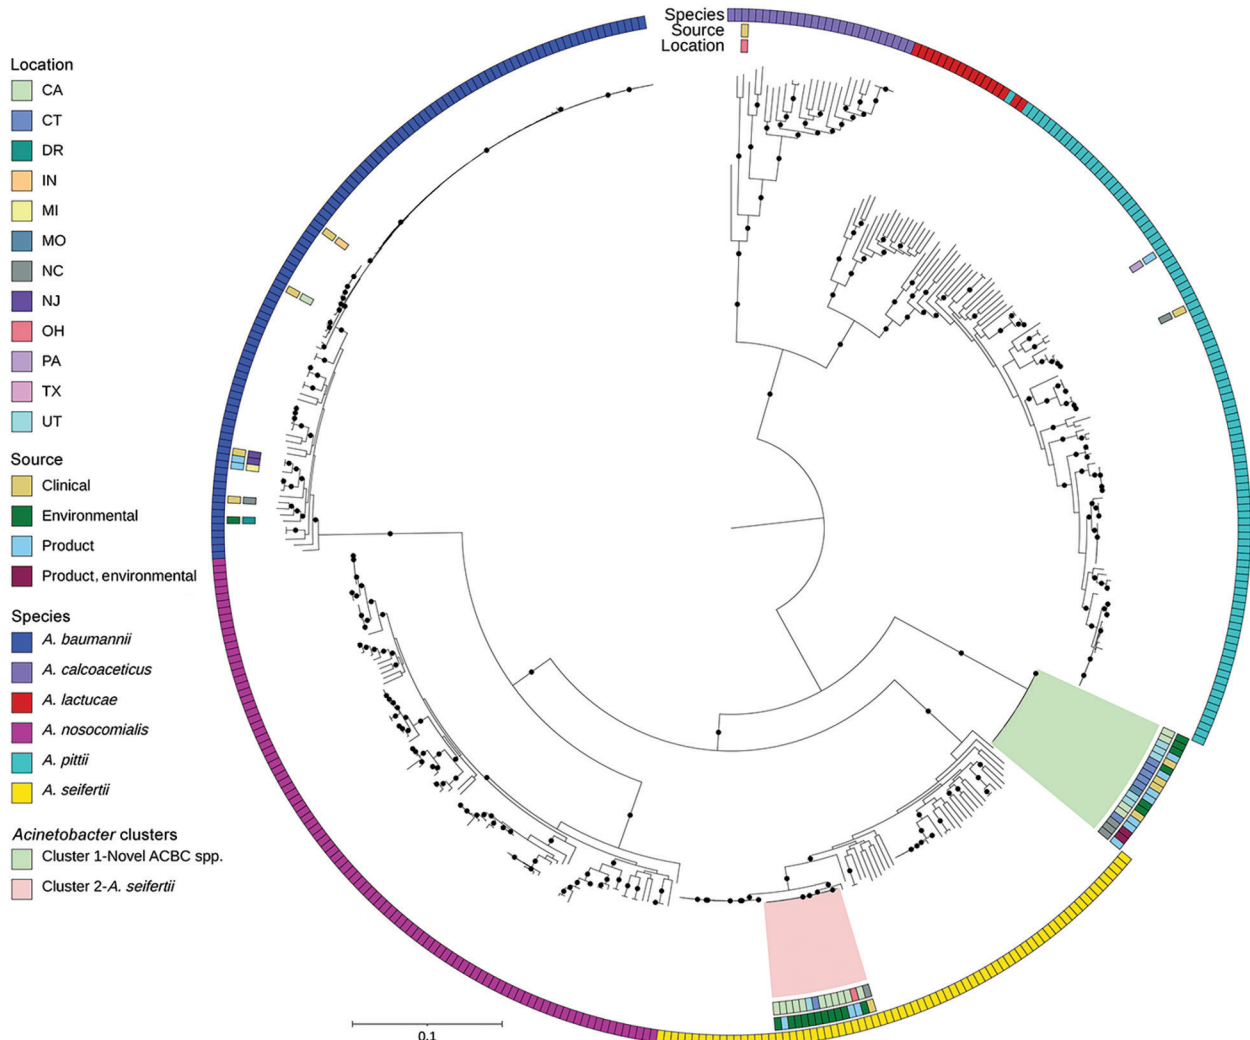 Species
Source
Location
Location
CA
CT
DR
IN
MI
MO
NC
NJ
OH
PA
TX
UT
Source
Clinical
Environmental
Product
Product, environmental
Species
A. baumannii
A. calcoaceticus
A. lactucae
A. nosocomialis
A. pittii
A. seifertii
Acinetobacter clusters
Cluster 1-Novel ACBC spp.
Cluster 2-A. seifertii
0.1